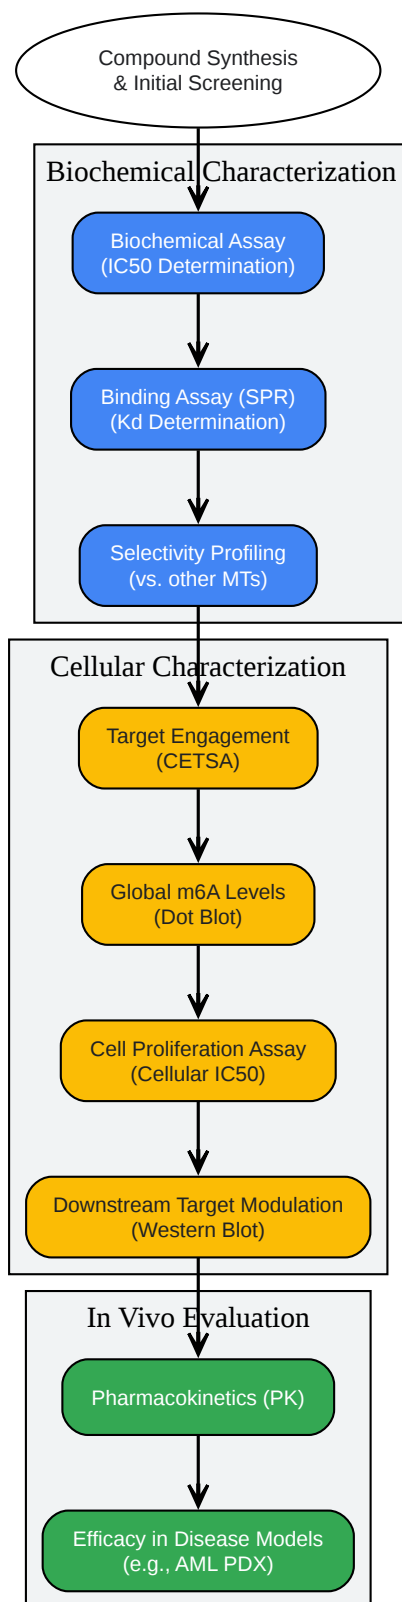 Compound Synthesis
& Initial Screening
Biochemical Characterization
Biochemical Assay
(IC50 Determination)
Binding Assay (SPR)
(Kd Determination)
Selectivity Profiling
(vs. other MTs)
Cellular Characterization
Target Engagement
(CETSA)
Global m6A Levels
(Dot Blot)
Cell Proliferation Assay
(Cellular IC50)
Downstream Target Modulation
(Western Blot)
In Vivo Evaluation
Pharmacokinetics (PK)
Efficacy in Disease Models
(e.g., AML PDX)